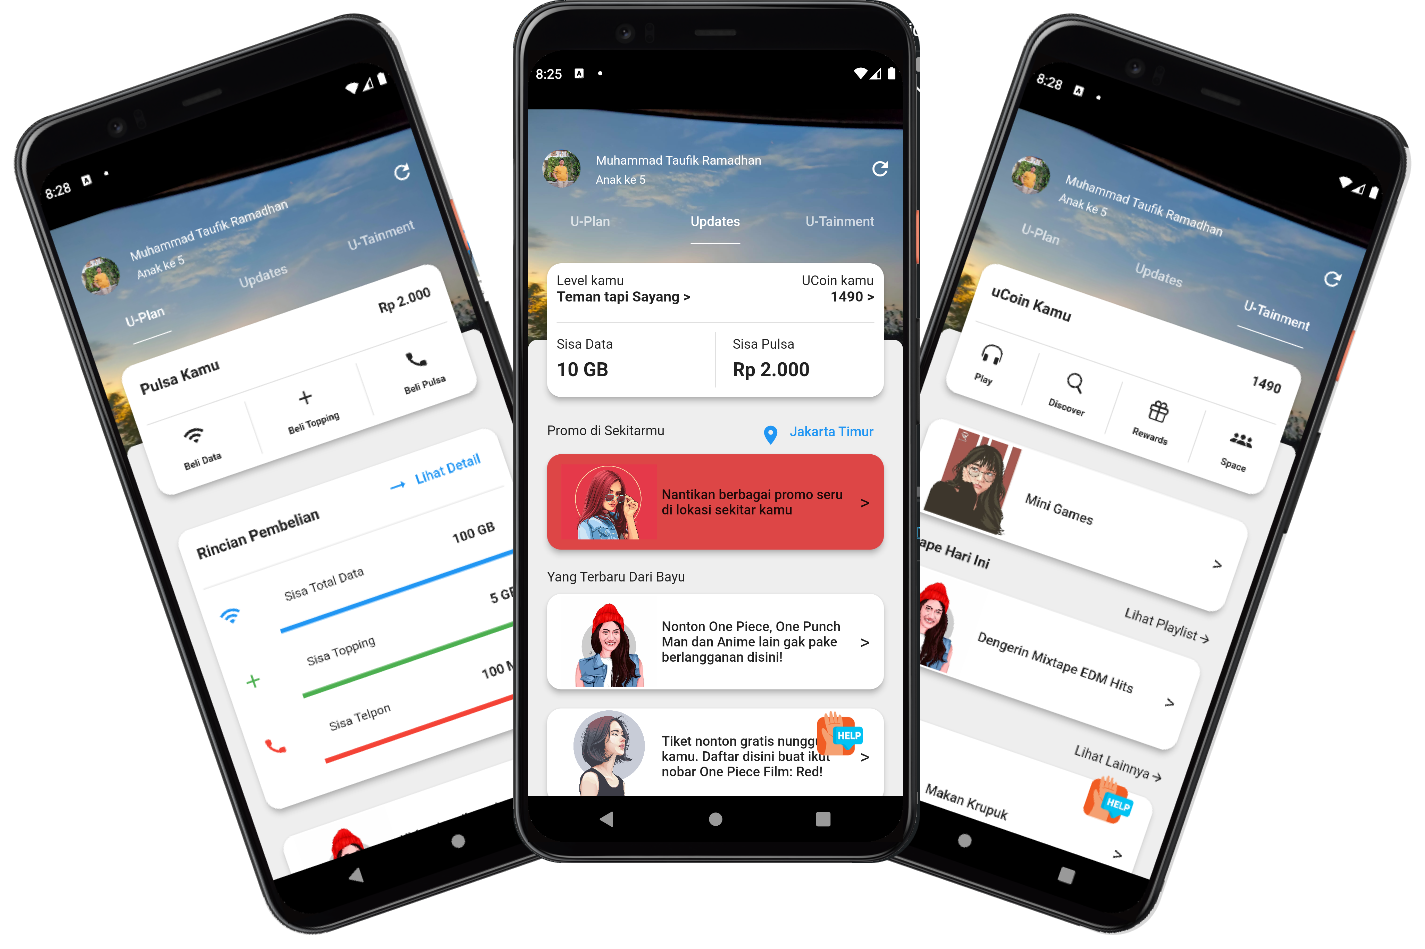 8:28
Muhammad Taufik Ramadhan
Anak ke 5
U-Plan
Updates
U-Tainment
Pulsa Kamu
Rp 2.000
Beli Data
Beli Topping
Beli Pulsa
→ Lihat Detail
Rincian Pembelian
Sisa Total Data
100 GB
Sisa Topping
5 GB
Sisa Telpon
100 M
8:25
Muhammad Taufik Ramadhan
Anak ke 5
U-Plan
Updates
U-Tainment
Level kamu
UCoin kamu
Teman tapi Sayang >
1490 >
Sisa Data
Sisa Pulsa
10 GB
Rp 2.000
Promo di Sekitarmu
Jakarta Timur
Nantikan berbagai promo seru
di lokasi sekitar kamu
>
Yang Terbaru Dari Bayu
Nonton One Piece, One Punch
Man dan Anime lain gak pake
berlangganan disini!
>
Tiket nonton gratis nunggu
kamu. Daftar disini buat ikut
nobar One Piece Film: Red!
>
HELP
8:28
Muhammad Taufik Ramadhan
Anak ke 5
U-Plan
Updates
U-Tainment
uCoin Kamu
1490
Play
Discover
Rewards
Space
Mini Games
>
ape Hari Ini
Lihat Playlist →
Dengerin Mixtape EDM Hits
>
Lihat Lainnya →
Makan Krupuk
>
HELP